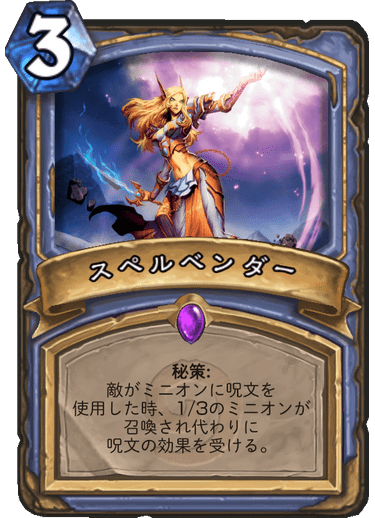 3
スペルベンダー
秘策:
敵がミニオンに呪文を
使用した時、1/3のミニオンが
召喚され代わりに
呪文の効果を受ける。